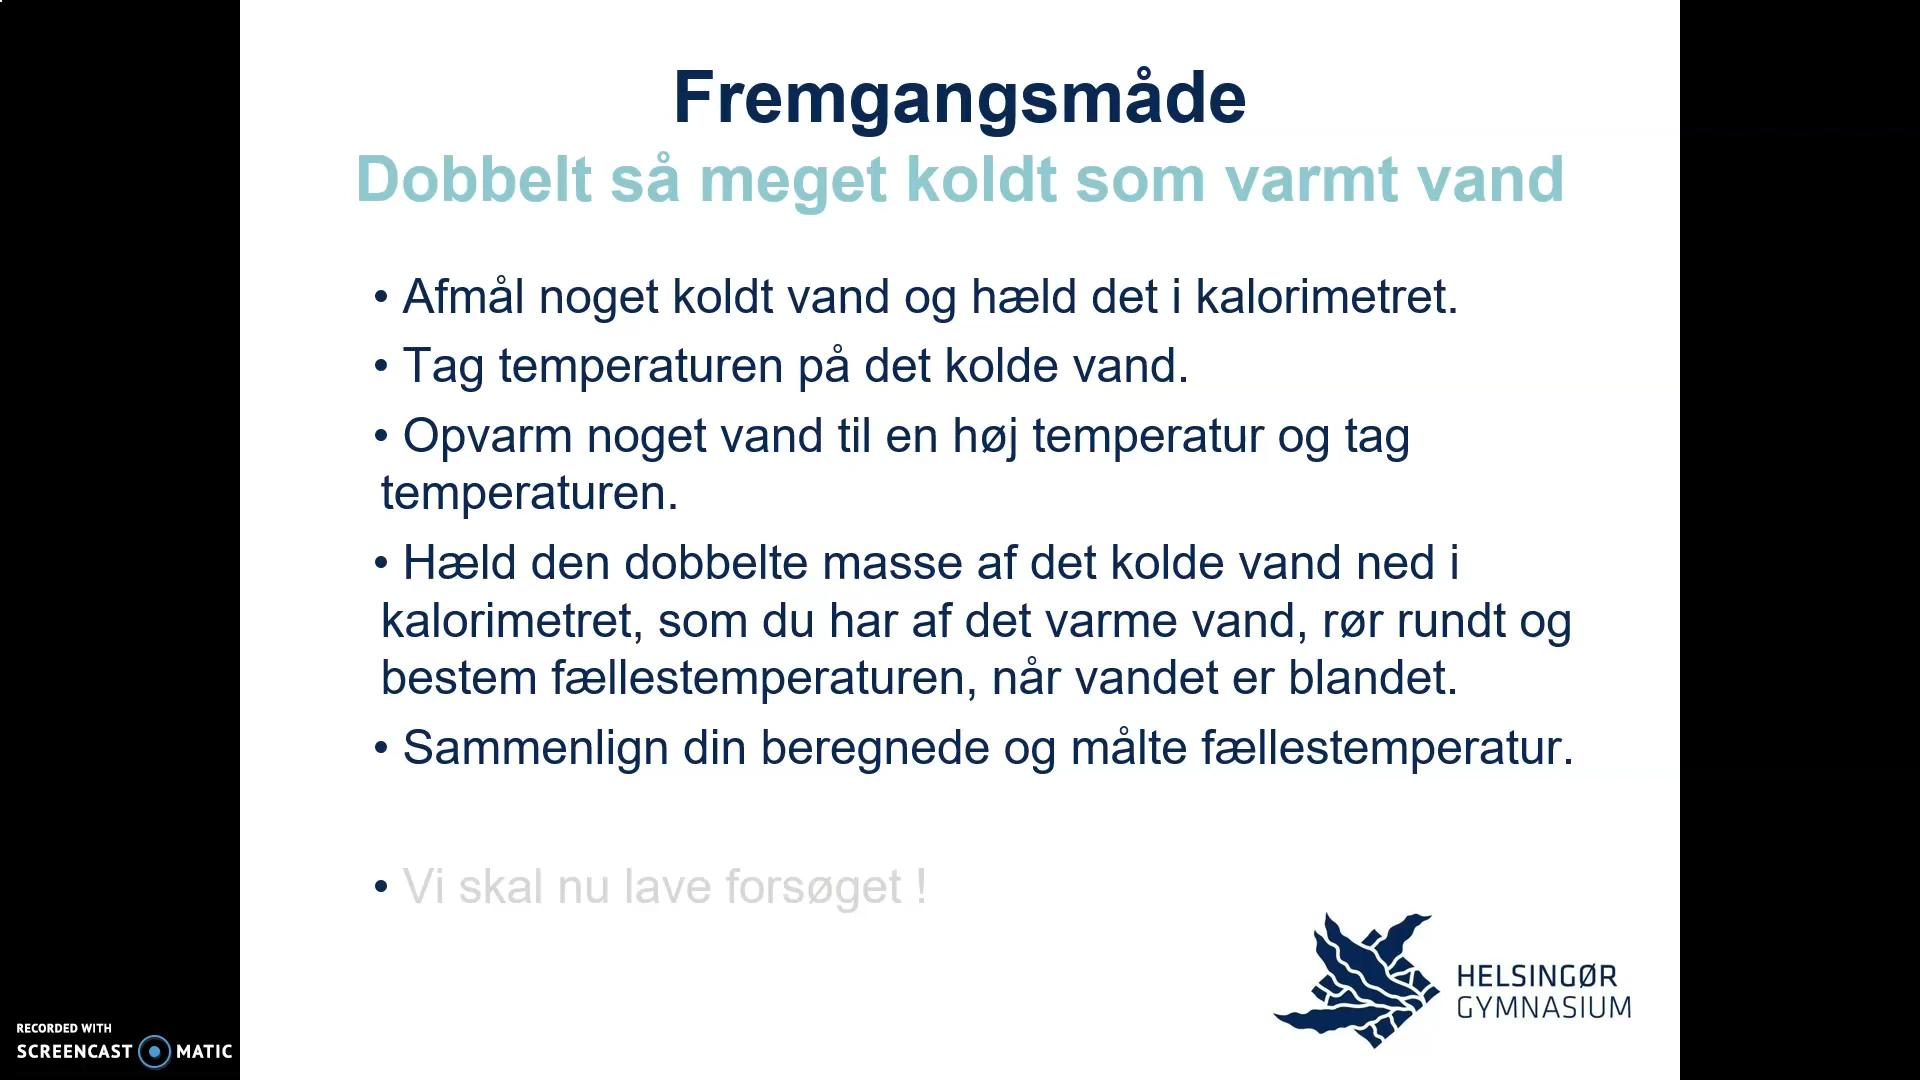 Fremgangsmåde
Dobbelt så meget koldt som varmt vand
• Afmål noget koldt vand og hæld det i kalorimetret.
• Tag temperaturen på det kolde vand.
• Opvarm noget vand til en høj temperatur og tag
temperaturen.
• Hæld den dobbelte masse af det kolde vand ned i
kalorimetret, som du har af det varme vand, rør rundt og
bestem fællestemperaturen, når vandet er blandet.
• Sammenlign din beregnede og målte fællestemperatur.
• Vi skal nu lave forsøget !
HELSINGØR
GYMNASIUM
RECORDED WITH
SCREENCAST MATIC